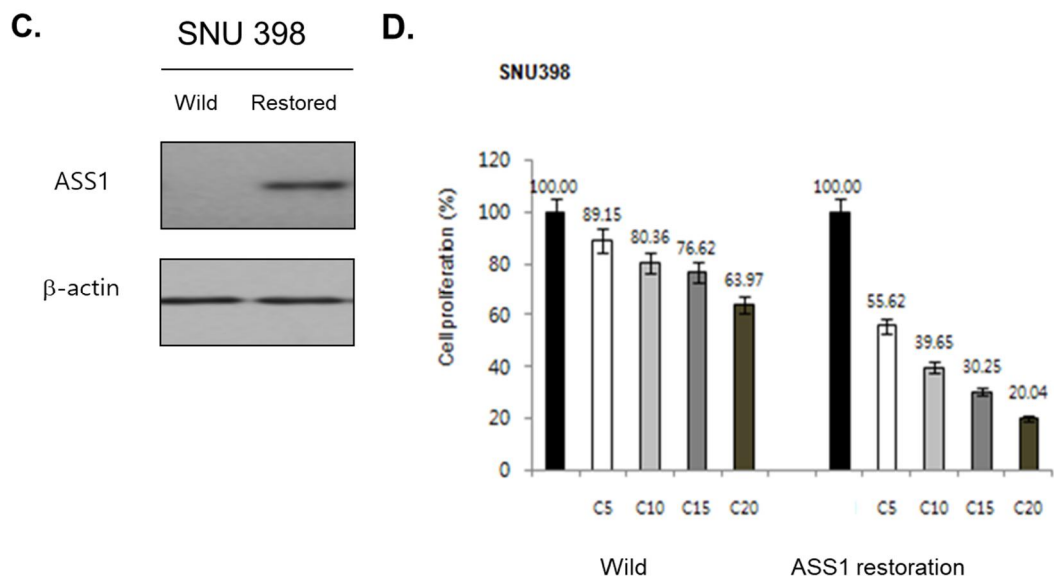 C.
SNU 398
Wild Restored
ASS1
β-actin
D.
SNU398
Cell proliferation (%)
120
100
80
60
40
20
0
100.00
89.15
80.36
76.62
63.97
100.00
55.62
39.65
30.25
20.04
C5 C10 C15 C20 C5 C10 C15 C20
Wild ASS1 restoration